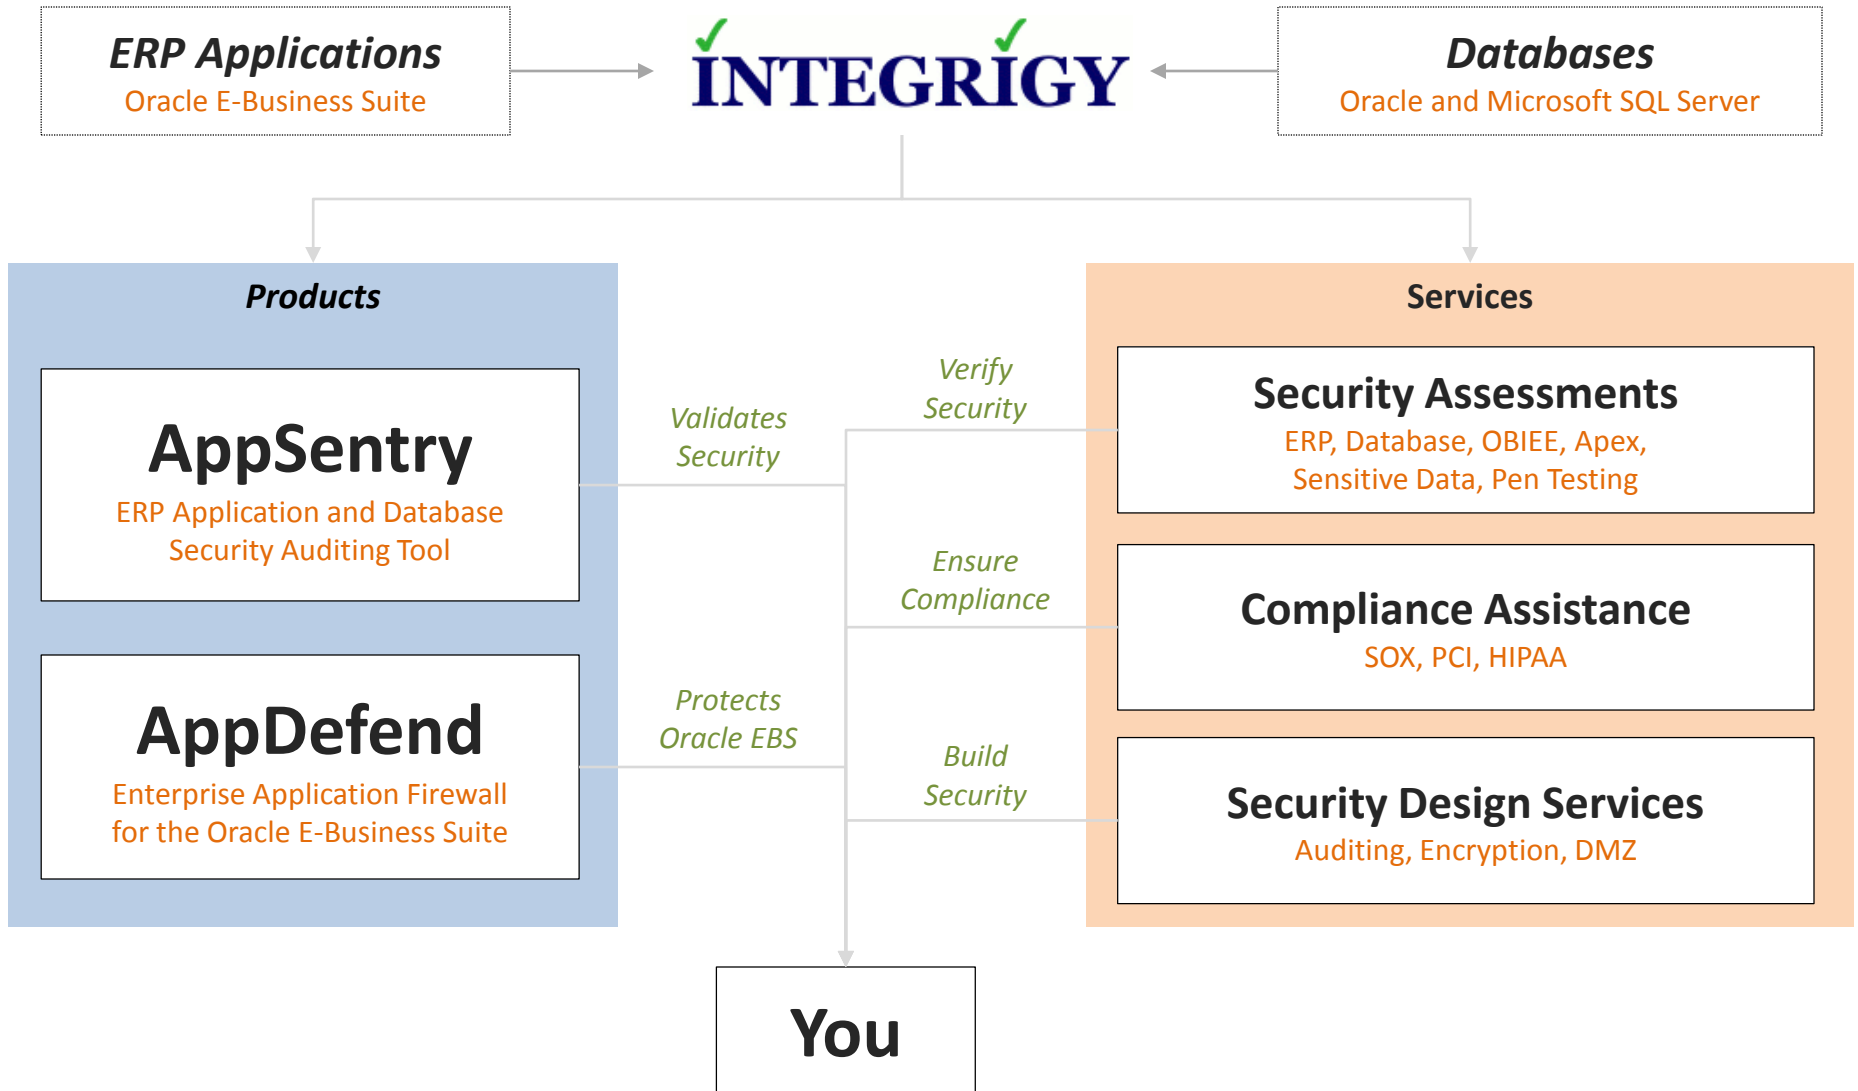 ERP Applications
Oracle E-Business Suite
INTEGRIGY
Databases
Oracle and Microsoft SQL Server
Products
AppSentry
ERP Application and Database
Security Auditing Tool
AppDefend
Enterprise Application Firewall
for the Oracle E-Business Suite
Validates
Security
Protects
Oracle EBS
Verify
Security
Ensure
Compliance
Build
Security
Services
Security Assessments
ERP, Database, OBIEE, Apex,
Sensitive Data, Pen Testing
Compliance Assistance
SOX, PCI, HIPAA
Security Design Services
Auditing, Encryption, DMZ
You